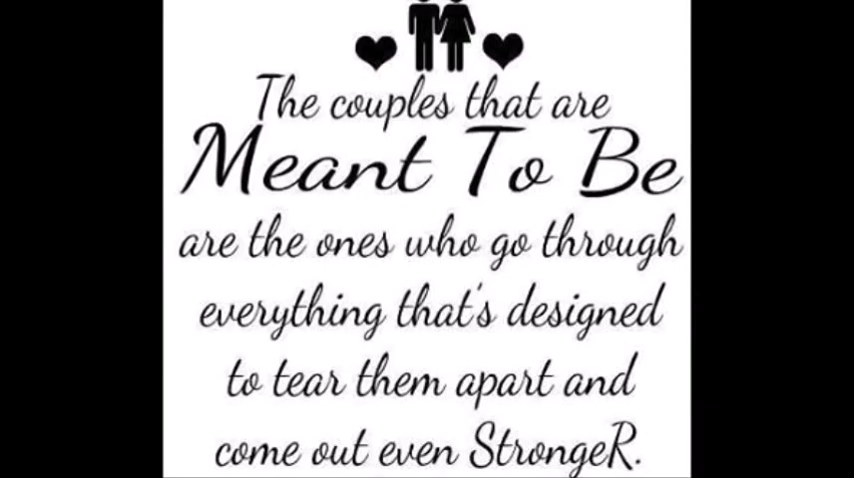 The couples that are
Meant To Be
are the ones who go through
everything that's designed
to tear them apart and
come out even StrongeR.